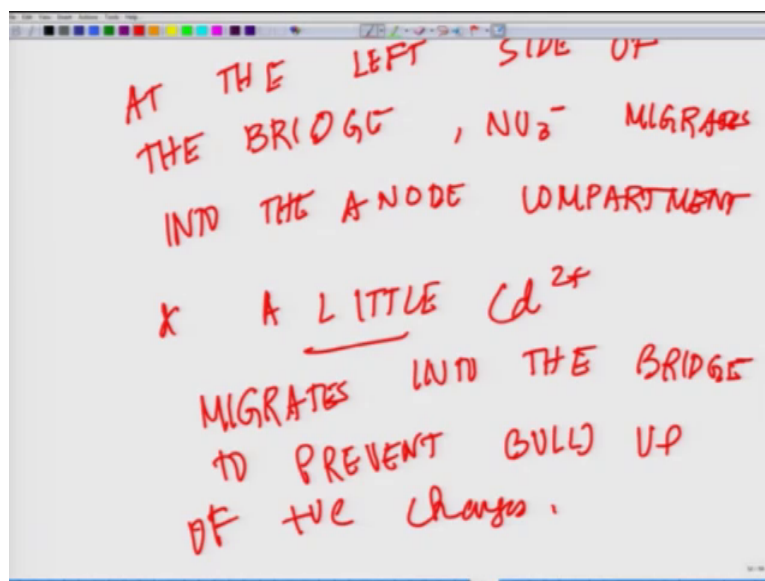 AT THE LEFT SIDE OF
THE BRIDGE, NO3- MIGRATES
INTO THE ANODE COMPARTMENT
& A LITTLE Cd2+
MIGRATES INTO THE BRIDGE
TO PREVENT BUILD UP
OF +ve charges.